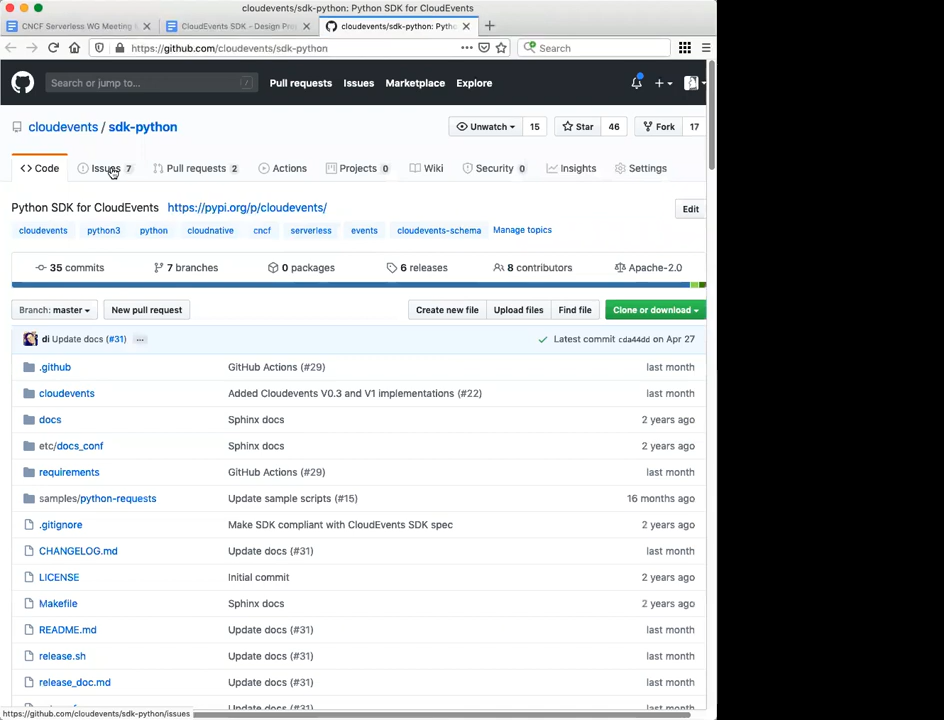 cloudevents/sdk-python: Python SDK for CloudEvents
CNCF Serverless WG Meeting
CloudEvents SDK – Design Pro
cloudevents/sdk-python: Pyth
https://github.com/cloudevents/sdk-python
Search
Search or jump to... /
Pull requests Issues Marketplace Explore
cloudevents / sdk-python
Unwatch 15 Star 46 Fork 17
<> Code Issues 7 Pull requests 2 Actions Projects 0 Wiki Security 0 Insights Settings
Python SDK for CloudEvents https://pypi.org/p/cloudevents/ Edit
cloudevents python3 python cloudnative cncf serverless events cloudevents-schema Manage topics
35 commits 7 branches 0 packages 6 releases 8 contributors Apache-2.0
Branch: master New pull request Create new file Upload files Find file Clone or download
di Update docs (#31) ... Latest commit cda44dd on Apr 27
.github GitHub Actions (#29) last month
cloudevents Added Cloudevents V0.3 and V1 implementations (#22) last month
docs Sphinx docs 2 years ago
etc/docs_conf Sphinx docs 2 years ago
requirements GitHub Actions (#29) last month
samples/python-requests Update sample scripts (#15) 16 months ago
.gitignore Make SDK compliant with CloudEvents SDK spec 2 years ago
CHANGELOG.md Update docs (#31) last month
LICENSE Initial commit 2 years ago
Makefile Sphinx docs 2 years ago
README.md Update docs (#31) last month
release.sh Update docs (#31) last month
release_doc.md Update docs (#31) last month
Update docs (#31) last month
https://github.com/cloudevents/sdk-python/issues